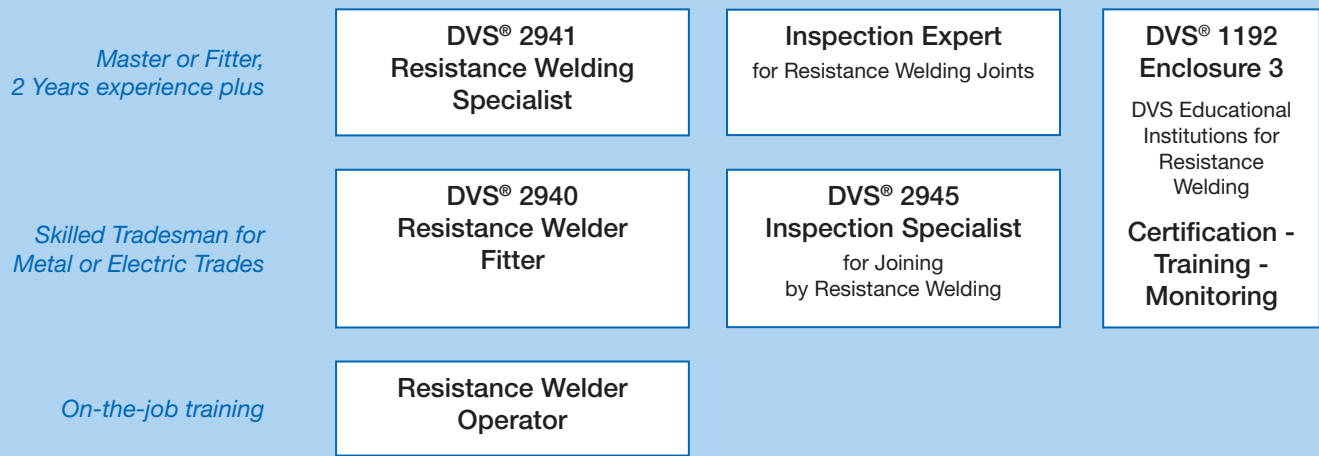 Master or Fitter,
2 Years experience plus
DVS® 2941
Resistance Welding
Specialist
Inspection Expert
for Resistance Welding Joints
DVS® 1192
Enclosure 3
DVS Educational
Institutions for
Resistance
Welding
Certification -
Training -
Monitoring
Skilled Tradesman for
Metal or Electric Trades
DVS® 2940
Resistance Welder
Fitter
DVS® 2945
Inspection Specialist
for Joining
by Resistance Welding
On-the-job training
Resistance Welder
Operator